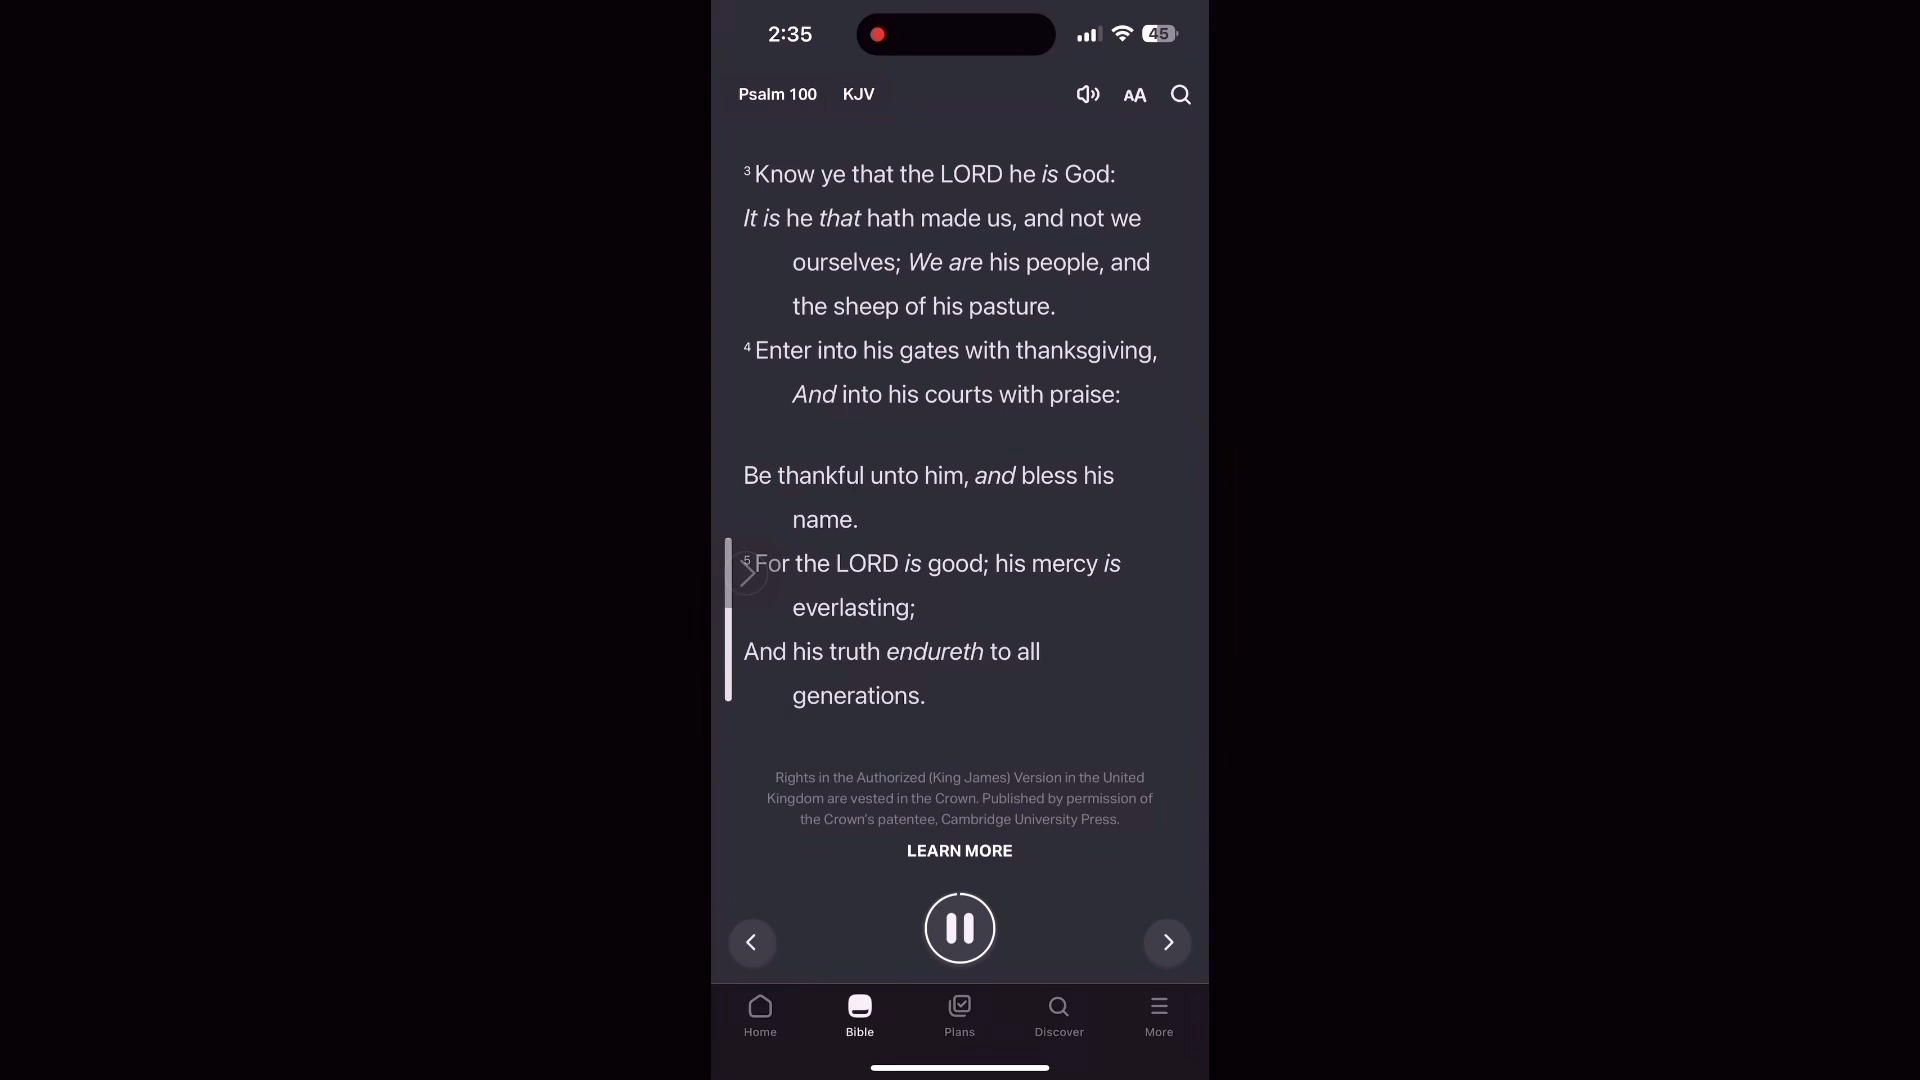 2:35
45
Psalm 100 KJV
AA
3 Know ye that the LORD he is God:
It is he that hath made us, and not we
ourselves; We are his people, and
the sheep of his pasture.
4 Enter into his gates with thanksgiving,
And into his courts with praise:
Be thankful unto him, and bless his
name.
5 For the LORD is good; his mercy is
everlasting;
And his truth endureth to all
generations.
Rights in the Authorized (King James) Version in the United
Kingdom are vested in the Crown. Published by permission of
the Crown's patentee, Cambridge University Press.
LEARN MORE
Home Bible Plans Discover More